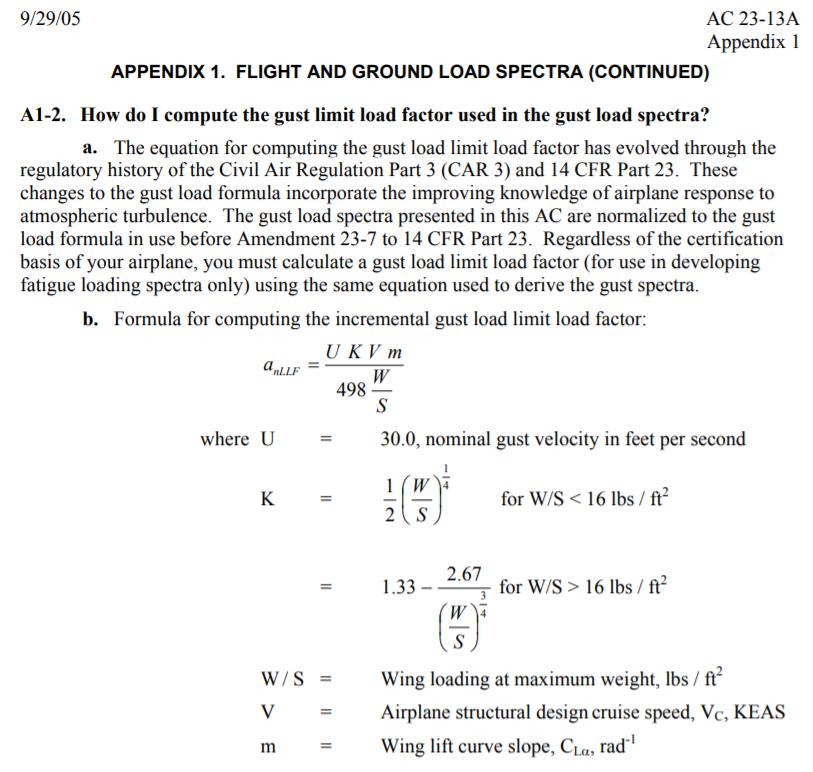 9/29/05 AC 23-13A
Appendix 1
APPENDIX 1. FLIGHT AND GROUND LOAD SPECTRA (CONTINUED)
A1-2. How do I compute the gust limit load factor used in the gust load spectra?
a. The equation for computing the gust load limit load factor has evolved through the
regulatory history of the Civil Air Regulation Part 3 (CAR 3) and 14 CFR Part 23. These
changes to the gust load formula incorporate the improving knowledge of airplane response to
atmospheric turbulence. The gust load spectra presented in this AC are normalized to the gust
load formula in use before Amendment 23-7 to 14 CFR Part 23. Regardless of the certification
basis of your airplane, you must calculate a gust load limit load factor (for use in developing
fatigue loading spectra only) using the same equation used to derive the gust spectra.
b. Formula for computing the incremental gust load limit load factor:
a_nLLF = (U K V m) / (498 W/S)
where U = 30.0, nominal gust velocity in feet per second
K = 1/2 (W/S)^(1/4) for W/S < 16 lbs / ft²
= 1.33 – 2.67 / (W/S)^(3/4) for W/S > 16 lbs / ft²
W / S = Wing loading at maximum weight, lbs / ft²
V = Airplane structural design cruise speed, V_C, KEAS
m = Wing lift curve slope, C_Lα, rad⁻¹